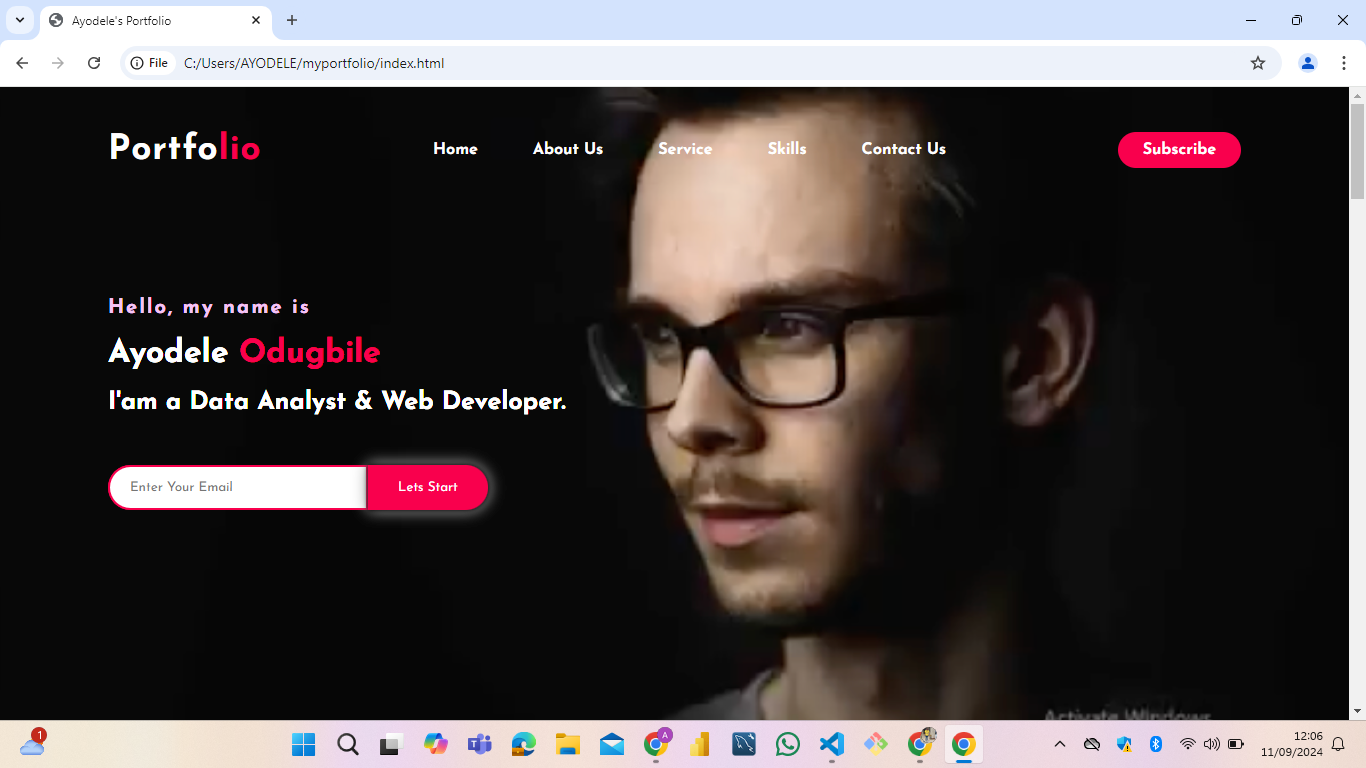 Ayodele's Portfolio
File
C:/Users/AYODELE/myportfolio/index.html
Portfolio
Home
About Us
Service
Skills
Contact Us
Subscribe
Hello, my name is
Ayodele Odugbile
I'am a Data Analyst & Web Developer.
Enter Your Email
Lets Start
Activate Windows
1
A
12:06
11/09/2024